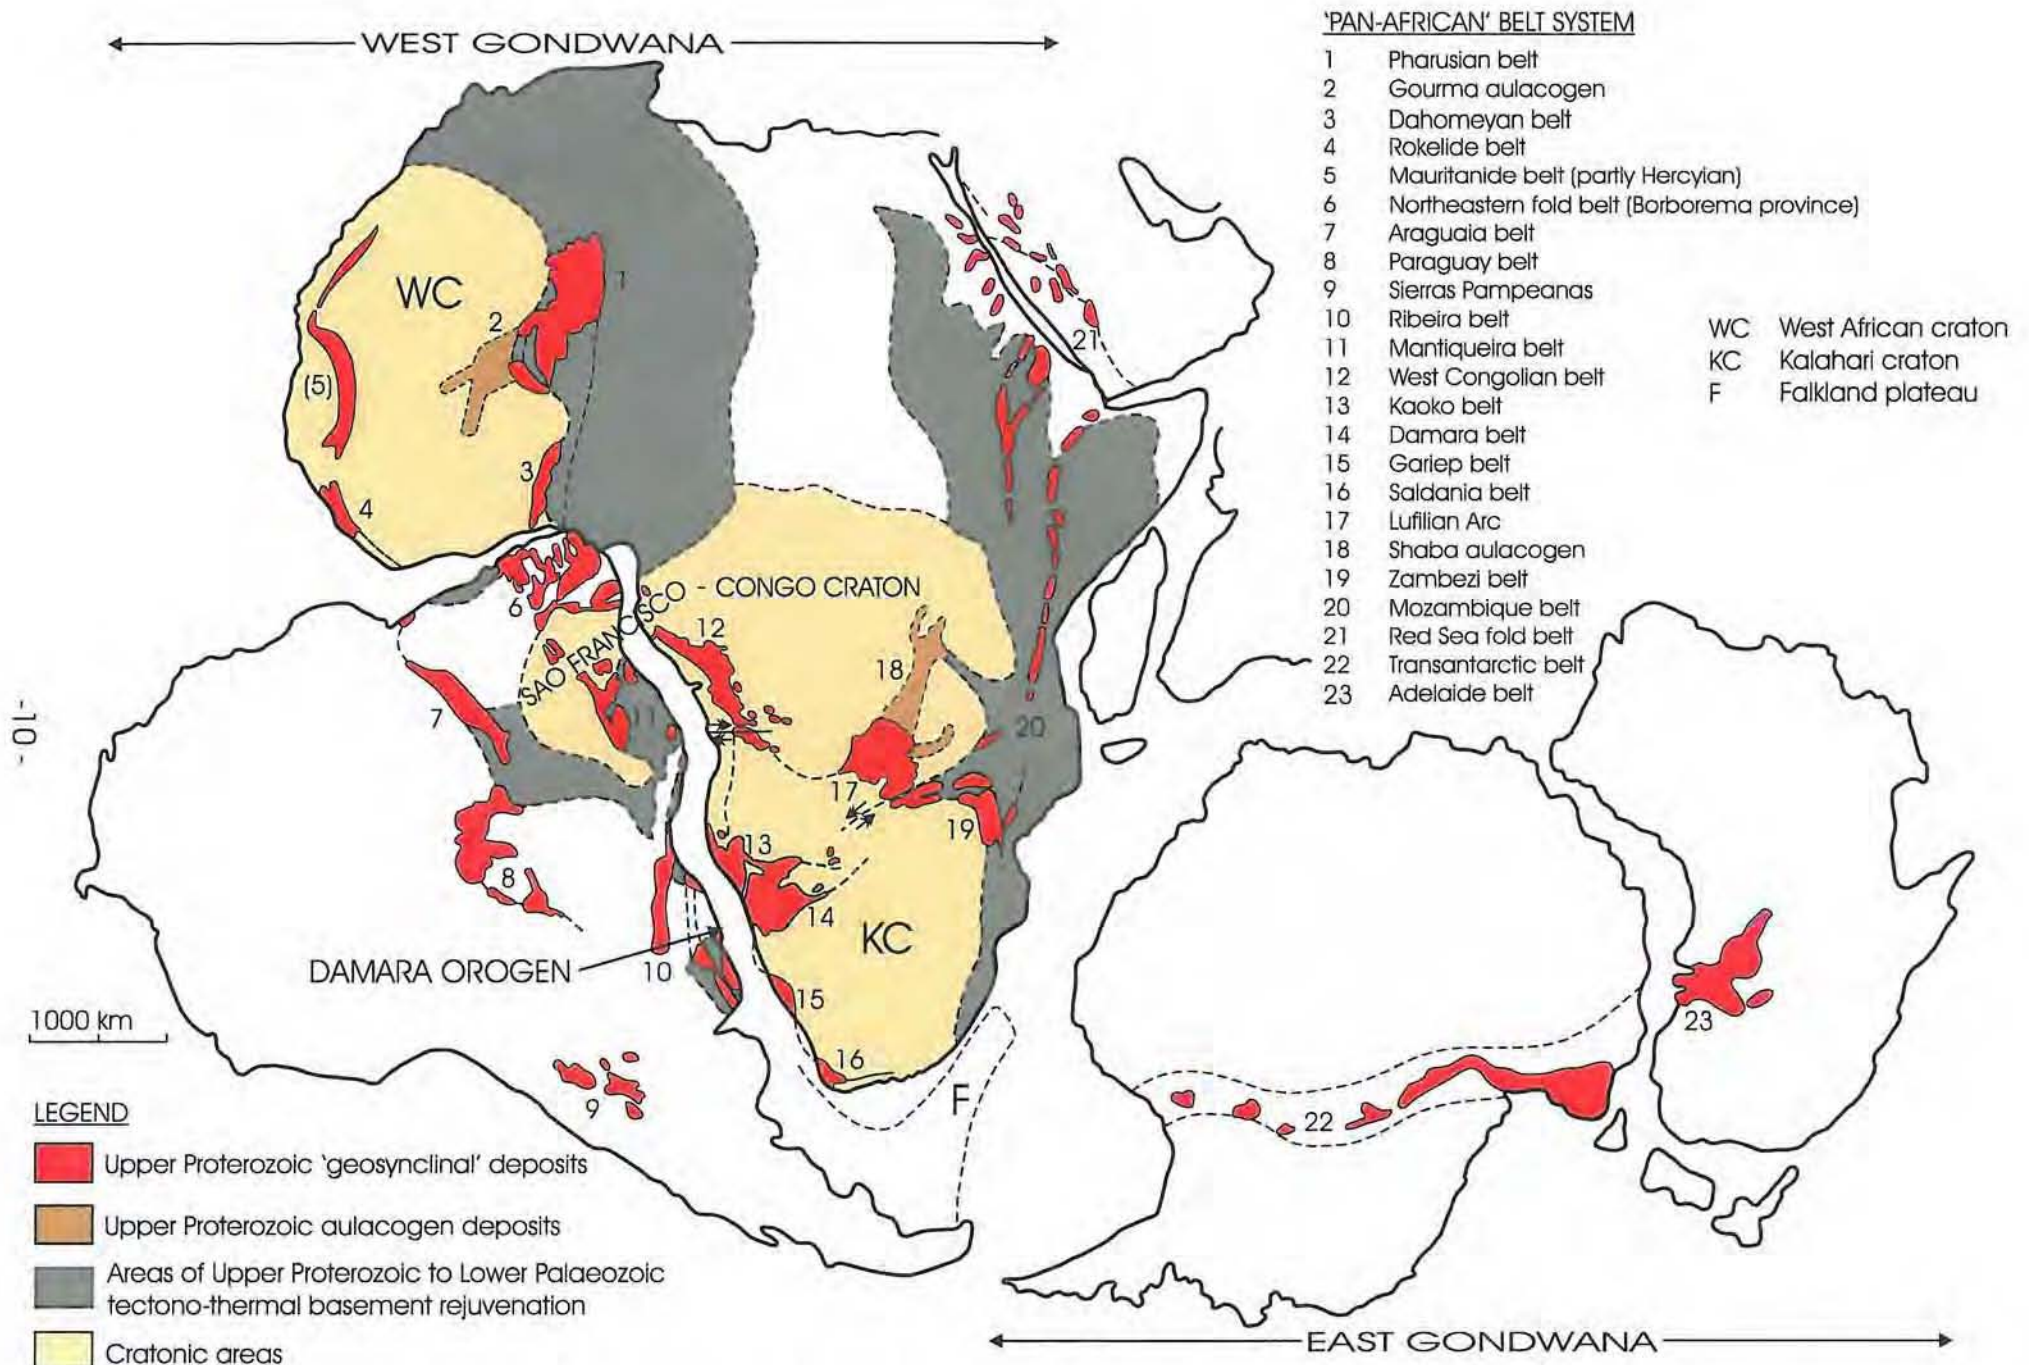 WEST GONDWANA
'PAN-AFRICAN' BELT SYSTEM
1 Pharusian belt
2 Gourma aulacogen
3 Dahomeyan belt
4 Rokelide belt
5 Mauritanide belt (partly Hercyian)
6 Northeastern fold belt (Borborema province)
7 Araguaia belt
8 Paraguay belt
9 Sierras Pampeanas
10 Ribeira belt
11 Mantiqueira belt
12 West Congolian belt
13 Kaoko belt
14 Damara belt
15 Gariep belt
16 Saldania belt
17 Lufilian Arc
18 Shaba aulacogen
19 Zambezi belt
20 Mozambique belt
21 Red Sea fold belt
22 Transantarctic belt
23 Adelaide belt
WC West African craton
KC Kalahari craton
F Falkland plateau
WC
1
2
(5)
3
4
21
SAO FRANCISCO - CONGO CRATON
6
12
18
7
11
20
17
19
13
8
14
KC
DAMARA OROGEN
10
15
16
9
F
22
23
1000 km
- 10 -
LEGEND
Upper Proterozoic 'geosynclinal' deposits
Upper Proterozoic aulacogen deposits
Areas of Upper Proterozoic to Lower Palaeozoic
tectono-thermal basement rejuvenation
Cratonic areas
EAST GONDWANA